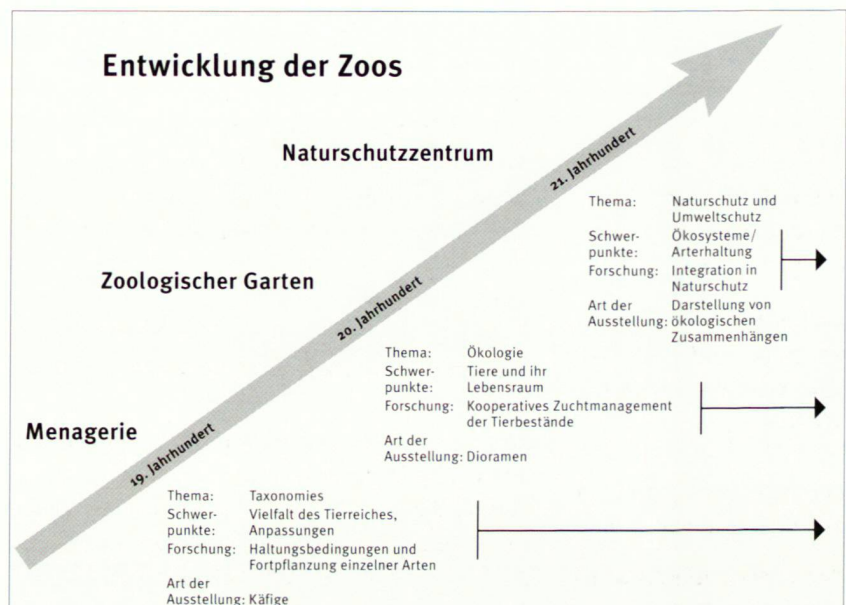 Entwicklung der Zoos
Naturschutzzentrum
21. Jahrhundert
Thema: Naturschutz und
Umweltschutz
Schwer- Ökosysteme/
punkte: Arterhaltung
Forschung: Integration in
Naturschutz
Art der Darstellung von
Ausstellung: ökologischen
Zusammenhängen
Zoologischer Garten
20. Jahrhundert
Thema: Ökologie
Schwer- Tiere und ihr
punkte: Lebensraum
Forschung: Kooperatives Zuchtmanagement
der Tierbestände
Art der
Ausstellung: Dioramen
Menagerie
19. Jahrhundert
Thema: Taxonomies
Schwer- Vielfalt des Tierreiches,
punkte: Anpassungen
Forschung: Haltungsbedingungen und
Fortpflanzung einzelner Arten
Art der
Ausstellung: Käfige